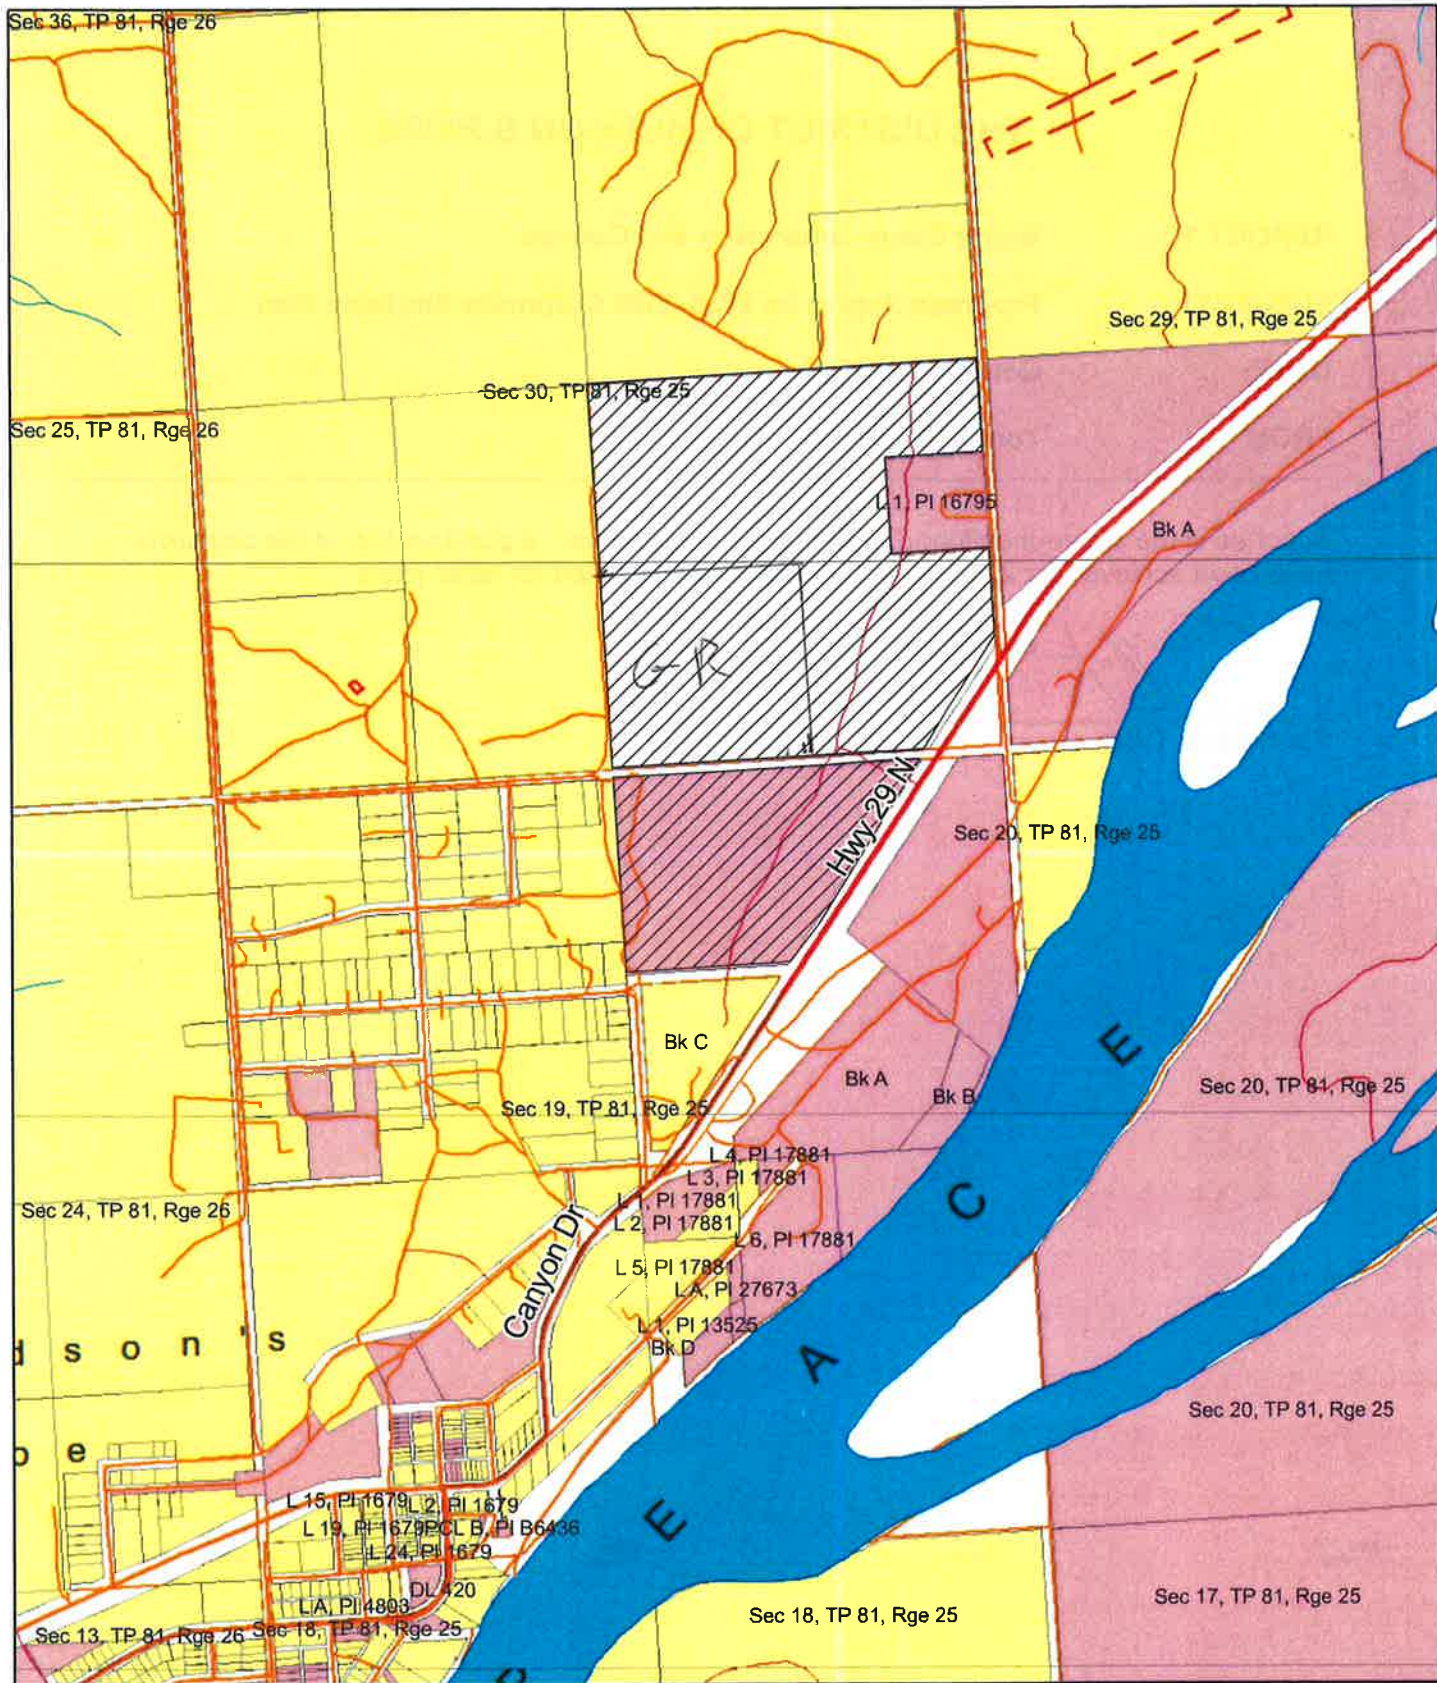 Sec 36, TP 81, Rge 26
Sec 29, TP 81, Rge 25
Sec 30, TP 81, Rge 25
Sec 25, TP 81, Rge 26
L 1, Pl 16795
Bk A
GR
Hwy 29 N
Sec 20, TP 81, Rge 25
Bk C
Bk A
Bk B
Sec 20, TP 81, Rge 25
Sec 19, TP 81, Rge 25
L 4, Pl 17881
L 3, Pl 17881
L 1, Pl 17881
L 2, Pl 17881
Sec 24, TP 81, Rge 26
L 6, Pl 17881
L 5, Pl 17881
L A, Pl 27673
Canyon Dr
L 1, Pl 13525
Bk D
d s o n ' s
P E A C E
Sec 20, TP 81, Rge 25
p e
L 15, Pl 1679
L 2, Pl 1679
L 19, Pl 1679
PCL B, Pl B6436
L 24, Pl 1679
DL 420
L A, Pl 4803
Sec 17, TP 81, Rge 25
Sec 18, TP 81, Rge 25
Sec 13, TP 81, Rge 26
Sec 18, TP 81, Rge 25